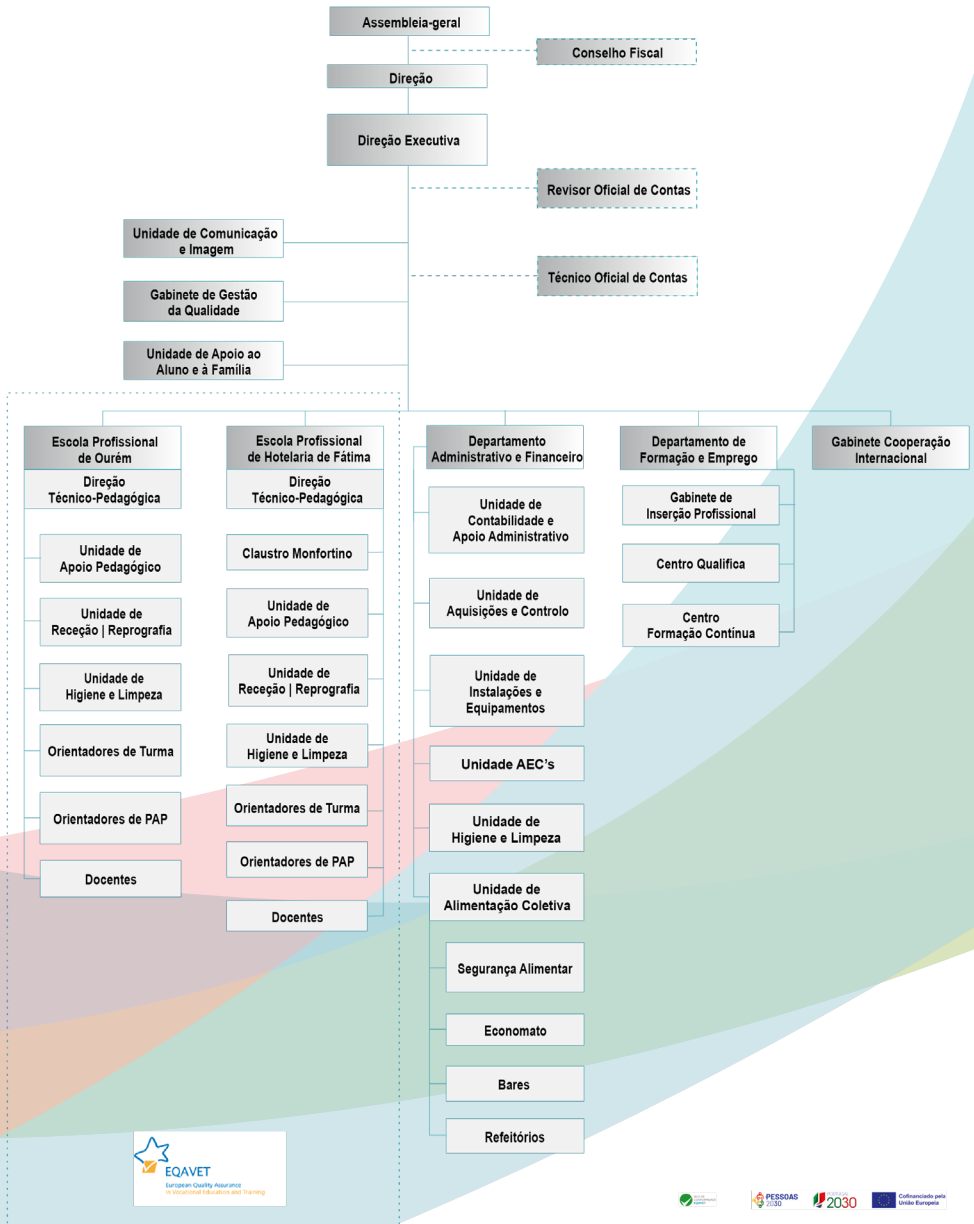 Assembleia-geral
Conselho Fiscal
Direção
Direção Executiva
Revisor Oficial de Contas
Unidade de Comunicação
e Imagem
Técnico Oficial de Contas
Gabinete de Gestão
da Qualidade
Unidade de Apoio ao
Aluno e à Família
Escola Profissional
de Ourém
Direção
Técnico-Pedagógica
Unidade de
Apoio Pedagógico
Unidade de
Receção | Reprografia
Unidade de
Higiene e Limpeza
Orientadores de Turma
Orientadores de PAP
Docentes
Escola Profissional
de Hotelaria de Fátima
Direção
Técnico-Pedagógica
Claustro Monfortino
Unidade de
Apoio Pedagógico
Unidade de
Receção | Reprografia
Unidade de
Higiene e Limpeza
Orientadores de Turma
Orientadores de PAP
Docentes
Departamento
Administrativo e Financeiro
Unidade de
Contabilidade e
Apoio Administrativo
Unidade de
Aquisições e Controlo
Unidade de
Instalações e
Equipamentos
Unidade AEC's
Unidade de
Higiene e Limpeza
Unidade de
Alimentação Coletiva
Segurança Alimentar
Economato
Bares
Refeitórios
Departamento de
Formação e Emprego
Gabinete de
Inserção Profissional
Centro Qualifica
Centro
Formação Contínua
Gabinete Cooperação
Internacional
EQAVET
European Quality Assurance
in Vocational Education and Training
PESSOAS
2030
PORTUGAL
2030
Cofinanciado pela
União Europeia